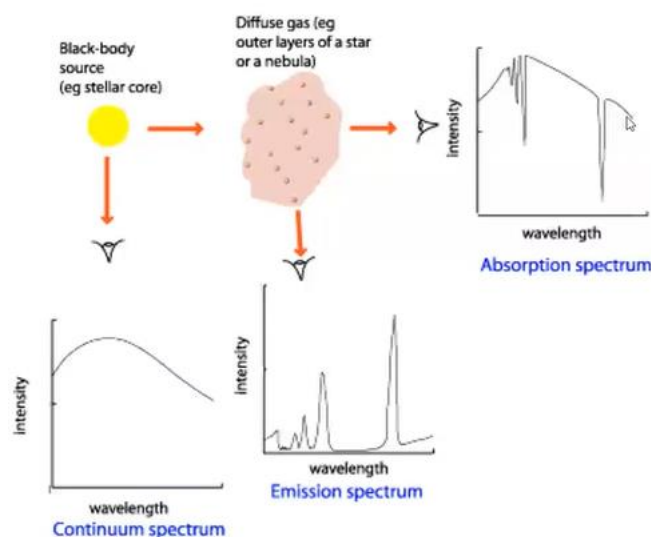 Diffuse gas (eg
outer layers of a star
or a nebula)
Black-body
source
(eg stellar core)
intensity
wavelength
Absorption spectrum
intensity
wavelength
Emission spectrum
intensity
wavelength
Continuum spectrum